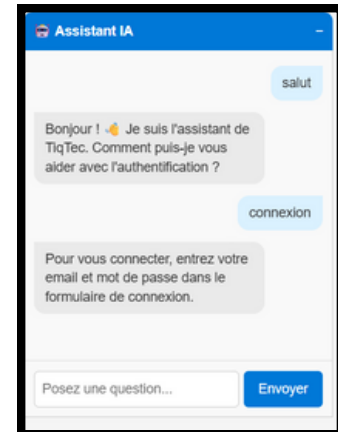 Assistant IA
salut
Bonjour ! 👋 Je suis l'assistant de
TiqTec. Comment puis-je vous
aider avec l'authentification ?
connexion
Pour vous connecter, entrez votre
email et mot de passe dans le
formulaire de connexion.
Posez une question...
Envoyer